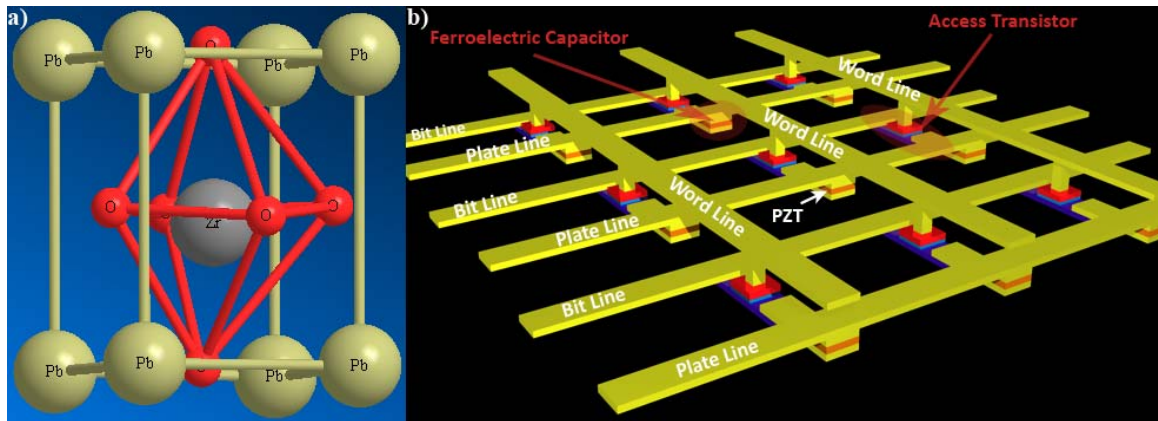 a)
Pb
Pb
O
Pb
Pb
O
O
Zr
O
O
Pb
Pb
O
Pb
Pb
b)
Ferroelectric Capacitor
Access Transistor
Word Line
Word Line
Word Line
Bit Line
Plate Line
Bit Line
Plate Line
Bit Line
Plate Line
PZT